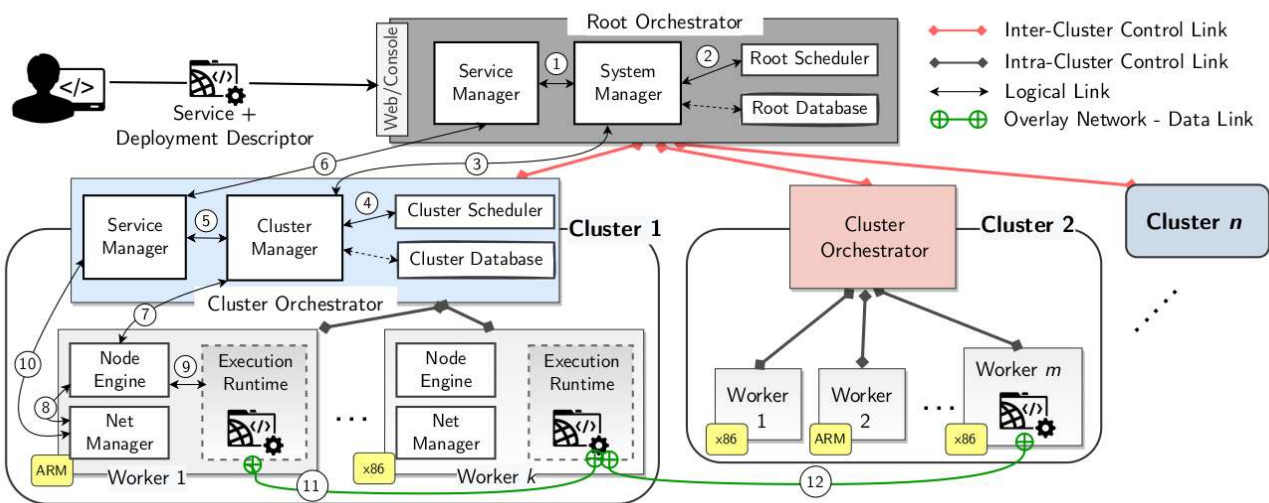 Root Orchestrator
Web/Console
Service
Manager
1
System
Manager
2
Root Scheduler
Root Database
</>
</>
Service +
Deployment Descriptor
Inter-Cluster Control Link
Intra-Cluster Control Link
Logical Link
Overlay Network - Data Link
6
3
Service
Manager
5
Cluster
Manager
4
Cluster Scheduler
Cluster Database
Cluster 1
Cluster Orchestrator
7
10
Node
Engine
9
8
Net
Manager
Execution
Runtime
</>
ARM
Worker 1
...
Node
Engine
Net
Manager
Execution
Runtime
</>
x86
Worker k
11
12
Cluster
Orchestrator
Cluster 2
Worker
1
x86
Worker
2
ARM
...
Worker m
</>
x86
Cluster n